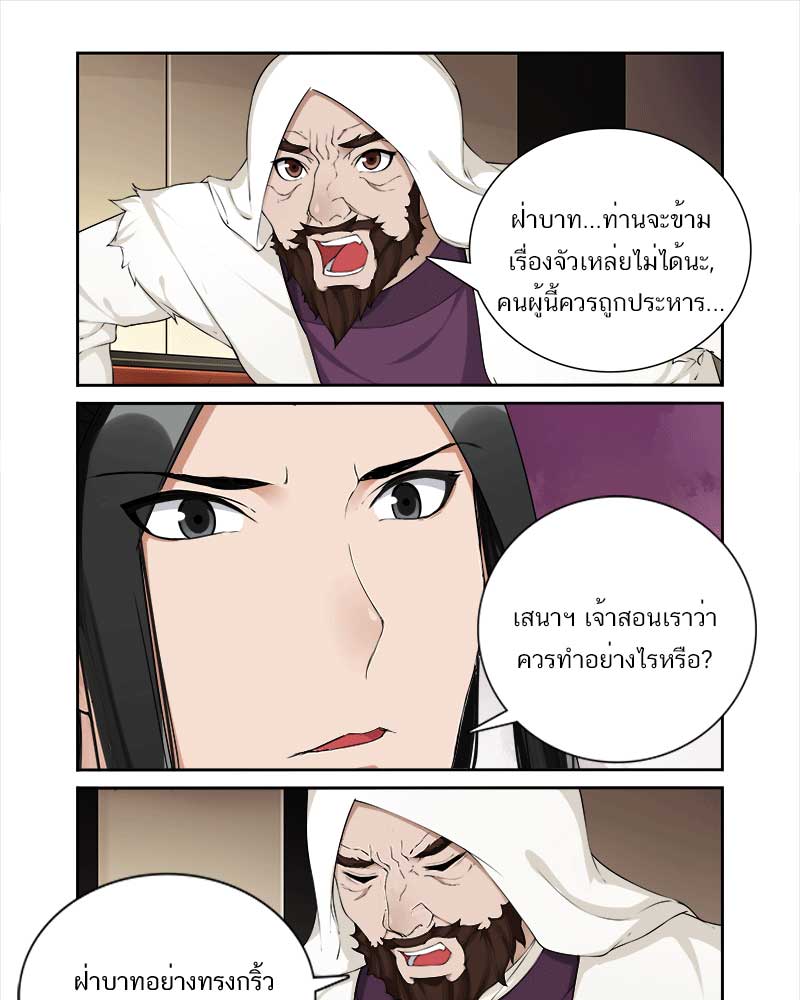 ฝ่าบาท...ท่านจะข้าม
เรื่องจัวเหล่ยไม่ได้นะ,
คนผู้นี้ควรถูกประหาร...
เสนาฯ เจ้าสอนเราว่า
ควรทำอย่างไรหรือ?
ฝ่าบาทอย่างทรงกริ้ว